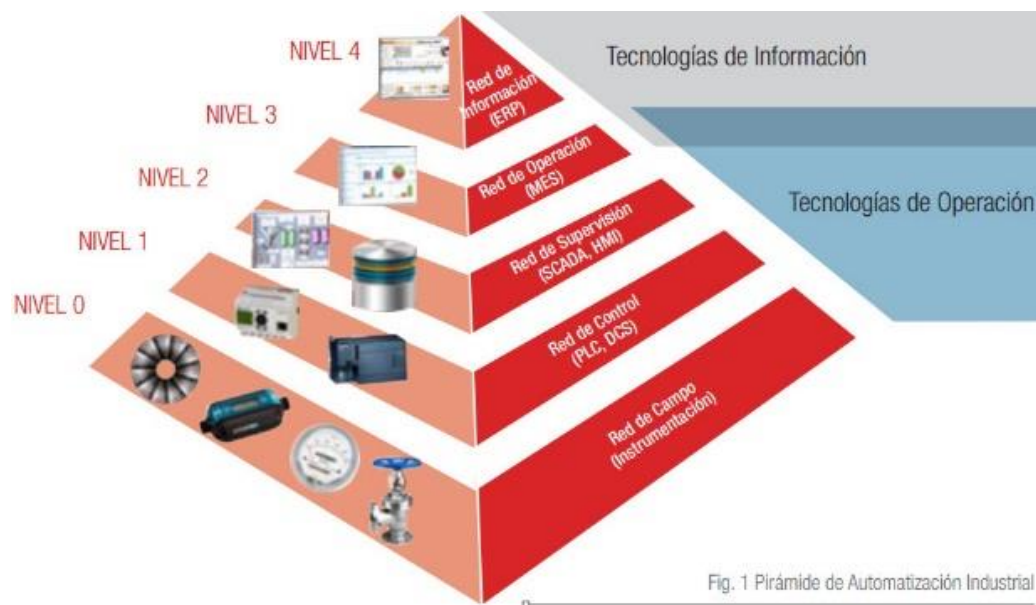 NIVEL 4
NIVEL 3
NIVEL 2
NIVEL 1
NIVEL 0
Red de
Información
(ERP)
Red de Operación
(MES)
Red de Supervisión
(SCADA, HMI)
Red de Control
(PLC, DCS)
Red de Campo
(Instrumentación)
Tecnologías de Información
Tecnologías de Operación
Fig. 1 Pirámide de Automatización Industrial